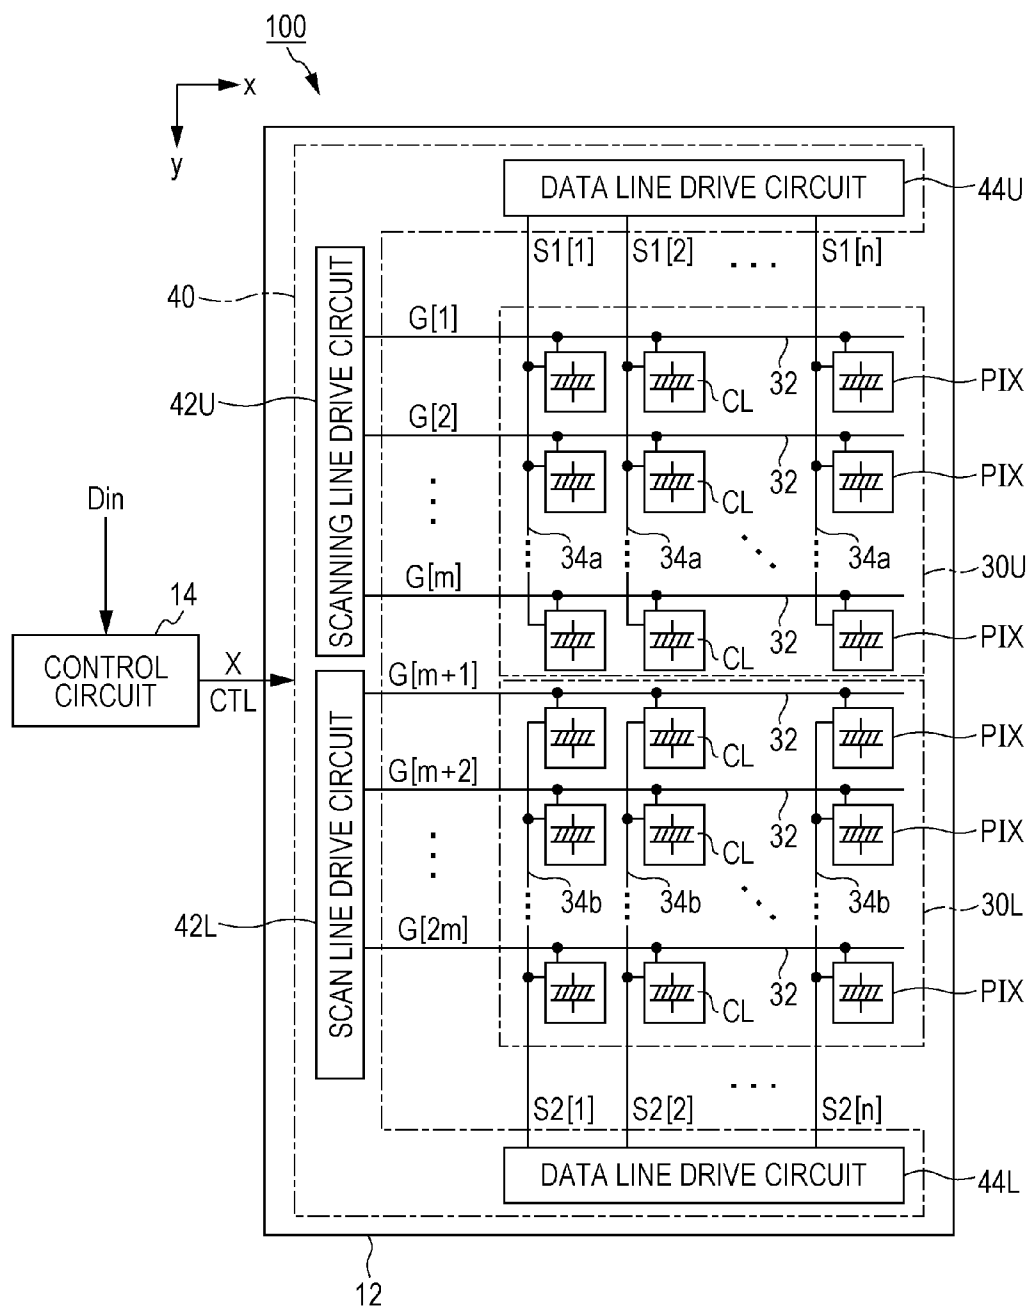 100
x
y
DATA LINE DRIVE CIRCUIT
44U
S1[1] S1[2] ... S1[n]
40
SCANNING LINE DRIVE CIRCUIT
42U
G[1]
32
CL
PIX
G[2]
32
CL
PIX
34a 34a 34a
30U
G[m]
32
CL
PIX
Din
14
CONTROL
CIRCUIT
X
CTL
SCAN LINE DRIVE CIRCUIT
42L
G[m+1]
32
CL
PIX
G[m+2]
32
CL
PIX
34b 34b 34b
30L
G[2m]
32
CL
PIX
S2[1] S2[2] ... S2[n]
DATA LINE DRIVE CIRCUIT
44L
12